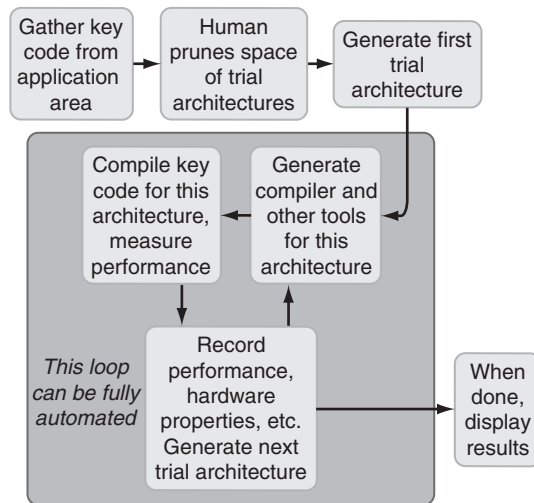 Gather key
code from
application
area
Human
prunes space
of trial
architectures
Generate first
trial
architecture
Compile key
code for this
architecture,
measure
performance
Generate
compiler and
other tools
for this
architecture
This loop
can be fully
automated
Record
performance,
hardware
properties, etc.
Generate next
trial architecture
When
done,
display
results